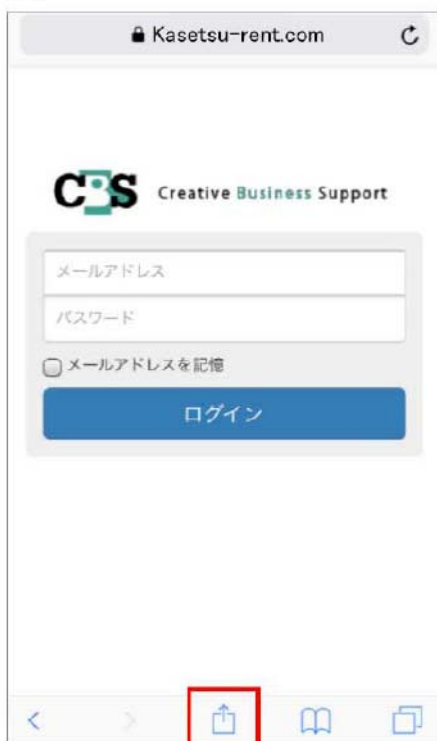 Kasetsu-rent.com
CBS Creative Business Support
メールアドレス
パスワード
メールアドレスを記憶
ログイン